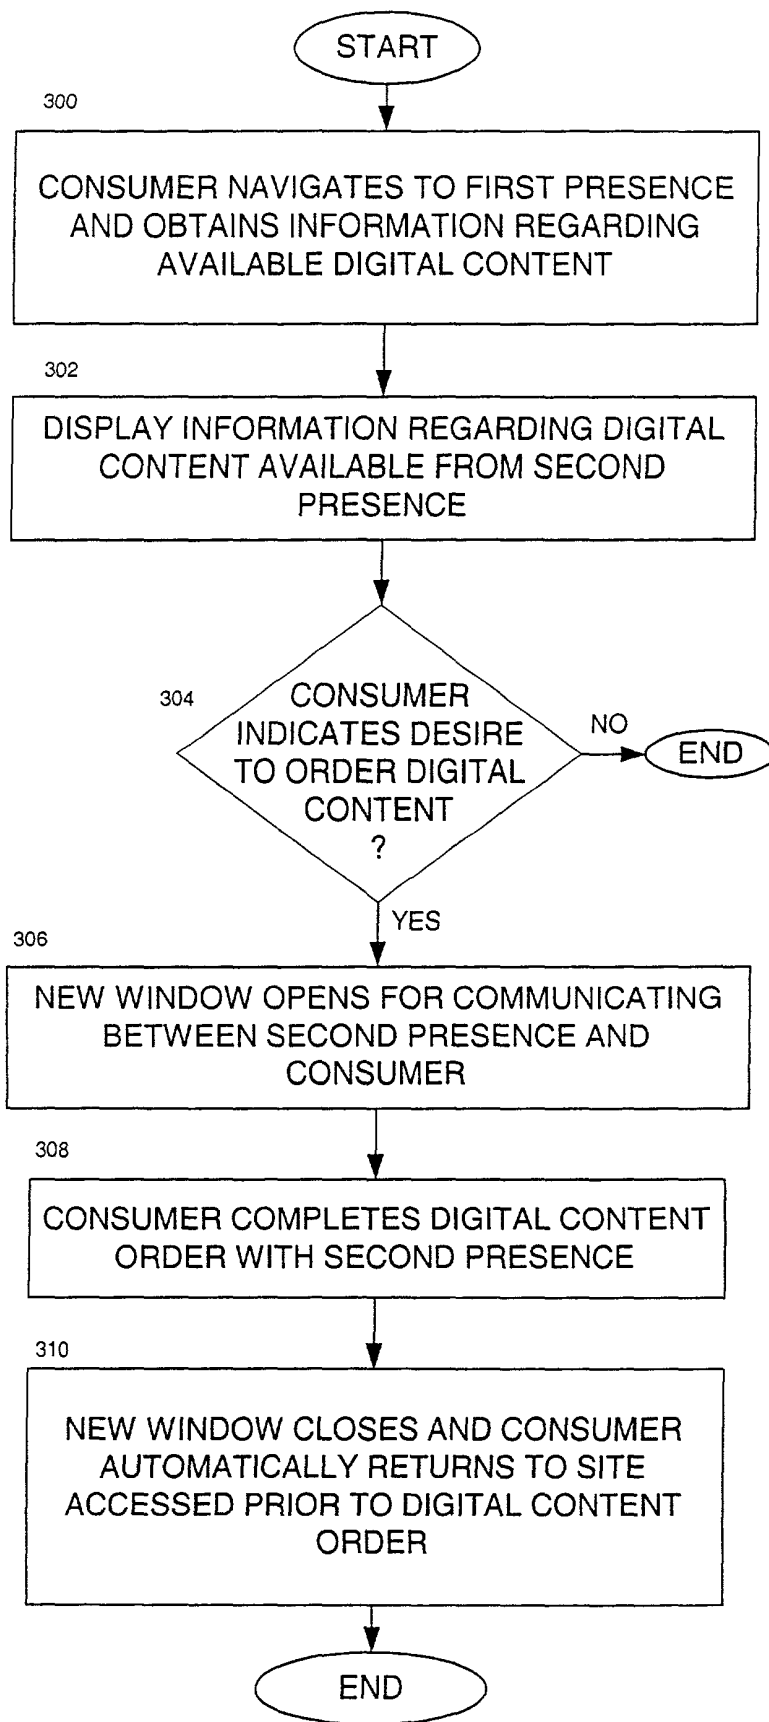 START
300
CONSUMER NAVIGATES TO FIRST PRESENCE
AND OBTAINS INFORMATION REGARDING
AVAILABLE DIGITAL CONTENT
302
DISPLAY INFORMATION REGARDING DIGITAL
CONTENT AVAILABLE FROM SECOND
PRESENCE
304
CONSUMER
INDICATES DESIRE
TO ORDER DIGITAL
CONTENT
?
NO
END
YES
306
NEW WINDOW OPENS FOR COMMUNICATING
BETWEEN SECOND PRESENCE AND
CONSUMER
308
CONSUMER COMPLETES DIGITAL CONTENT
ORDER WITH SECOND PRESENCE
310
NEW WINDOW CLOSES AND CONSUMER
AUTOMATICALLY RETURNS TO SITE
ACCESSED PRIOR TO DIGITAL CONTENT
ORDER
END